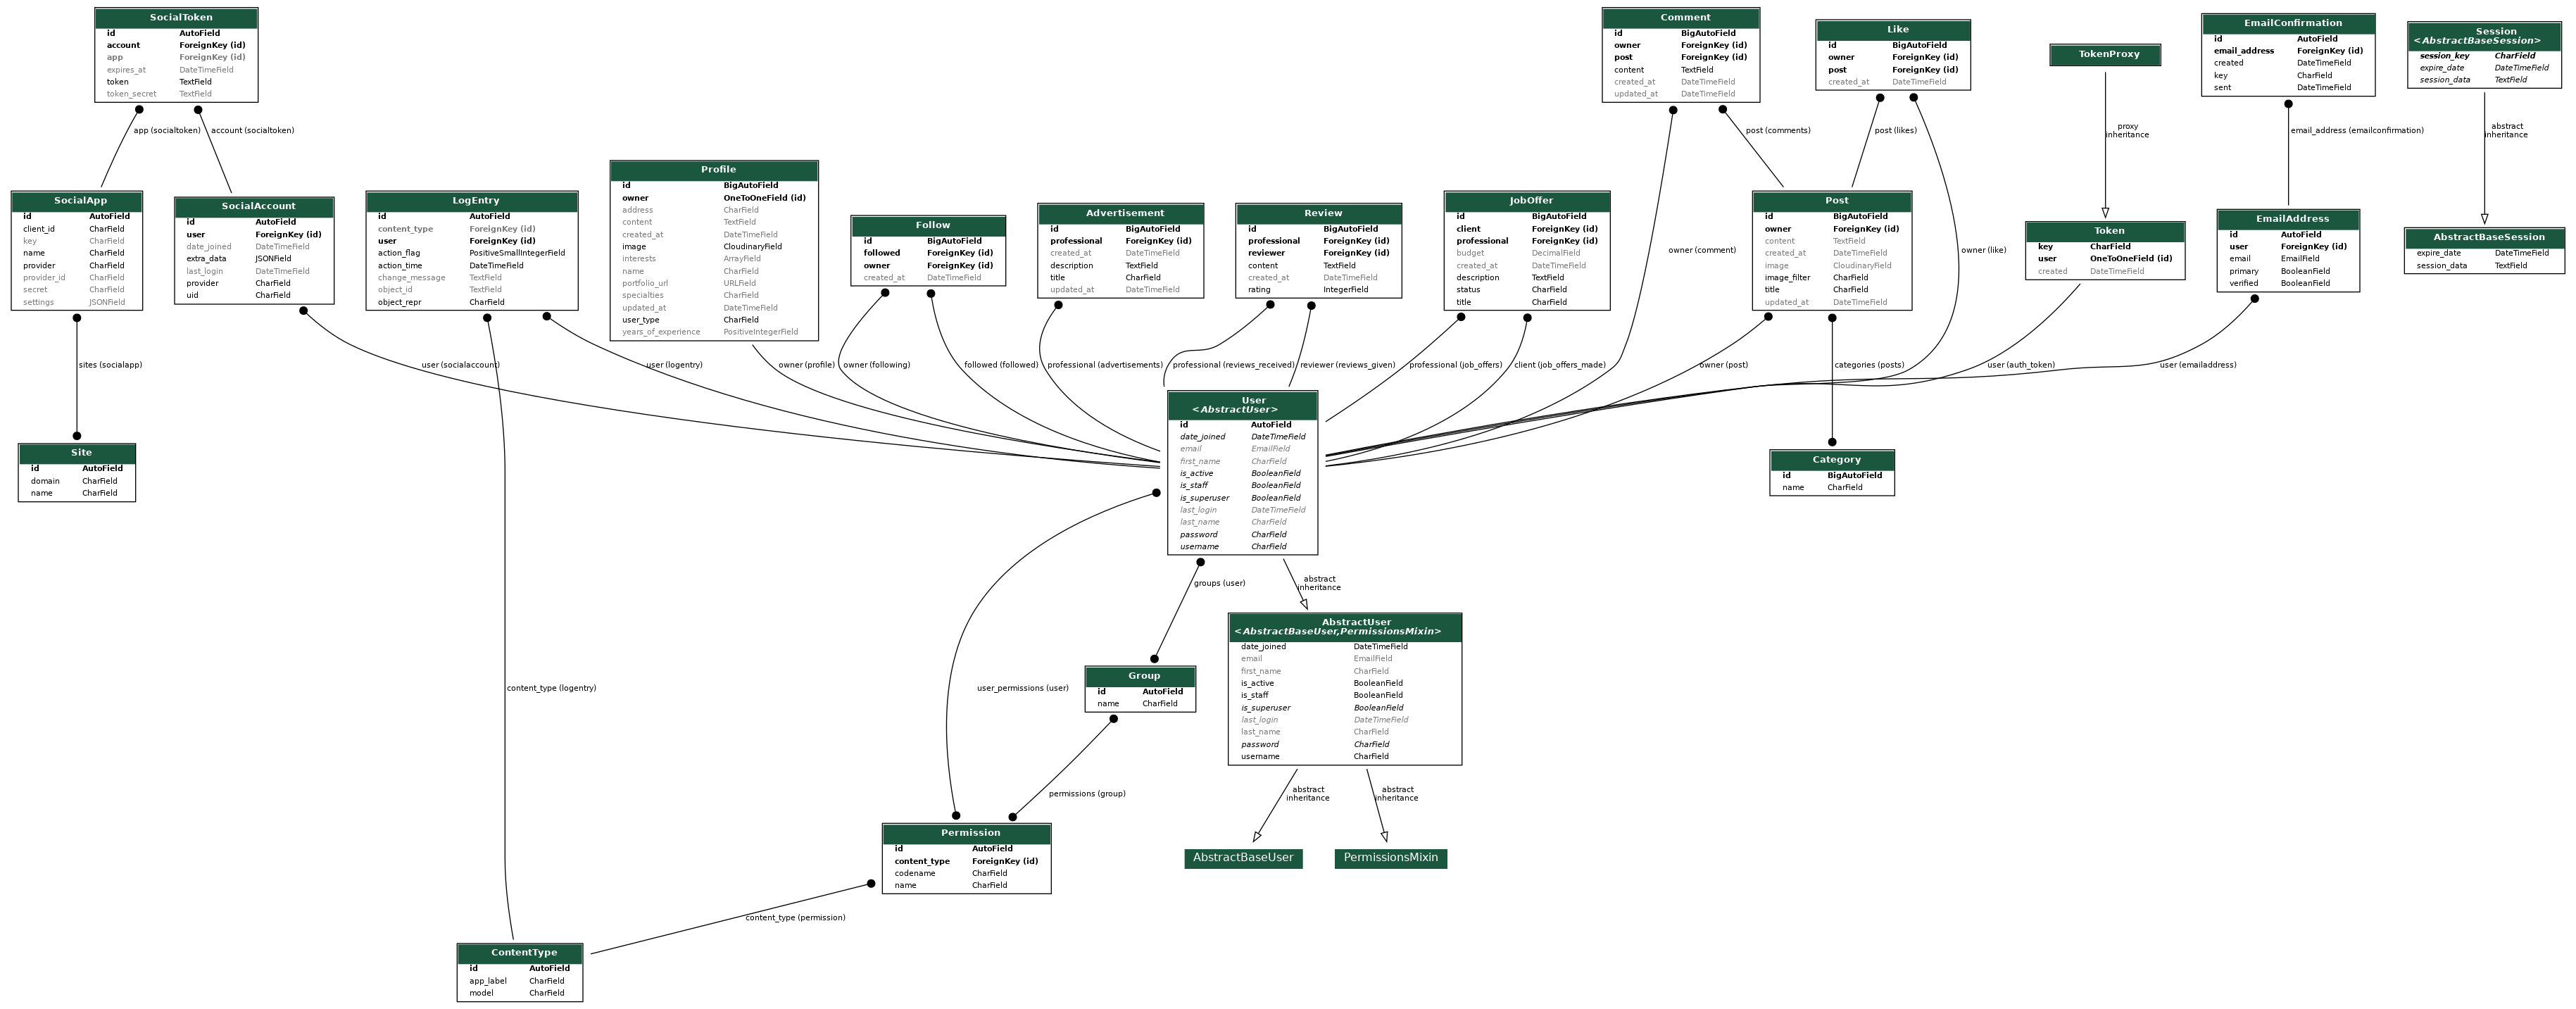 SocialToken
id AutoField
account ForeignKey (id)
app ForeignKey (id)
expires_at DateTimeField
token TextField
token_secret TextField
Comment
id BigAutoField
owner ForeignKey (id)
post ForeignKey (id)
content TextField
created_at DateTimeField
updated_at DateTimeField
Like
id BigAutoField
owner ForeignKey (id)
post ForeignKey (id)
created_at DateTimeField
TokenProxy
EmailConfirmation
id AutoField
email_address ForeignKey (id)
created DateTimeField
key CharField
sent DateTimeField
Session
<AbstractBaseSession>
session_key CharField
expire_date DateTimeField
session_data TextField
app (socialtoken)
account (socialtoken)
post (comments)
post (likes)
proxy
inheritance
email_address (emailconfirmation)
abstract
inheritance
SocialApp
id AutoField
client_id CharField
key CharField
name CharField
provider CharField
provider_id CharField
secret CharField
settings JSONField
SocialAccount
id AutoField
user ForeignKey (id)
date_joined DateTimeField
extra_data JSONField
last_login DateTimeField
provider CharField
uid CharField
LogEntry
id AutoField
content_type ForeignKey (id)
user ForeignKey (id)
action_flag PositiveSmallIntegerField
action_time DateTimeField
change_message TextField
object_id TextField
object_repr CharField
Profile
id BigAutoField
owner OneToOneField (id)
address CharField
content TextField
created_at DateTimeField
image CloudinaryField
interests ArrayField
name CharField
portfolio_url URLField
specialties CharField
updated_at DateTimeField
user_type CharField
years_of_experience PositiveIntegerField
Follow
id BigAutoField
followed ForeignKey (id)
owner ForeignKey (id)
created_at DateTimeField
Advertisement
id BigAutoField
professional ForeignKey (id)
created_at DateTimeField
description TextField
title CharField
updated_at DateTimeField
Review
id BigAutoField
professional ForeignKey (id)
reviewer ForeignKey (id)
content TextField
created_at DateTimeField
rating IntegerField
JobOffer
id BigAutoField
client ForeignKey (id)
professional ForeignKey (id)
budget DecimalField
created_at DateTimeField
description TextField
status CharField
title CharField
owner (comment)
Post
id BigAutoField
owner ForeignKey (id)
content TextField
created_at DateTimeField
image CloudinaryField
image_filter CharField
title CharField
updated_at DateTimeField
owner (like)
Token
key CharField
user OneToOneField (id)
created DateTimeField
EmailAddress
id AutoField
user ForeignKey (id)
email EmailField
primary BooleanField
verified BooleanField
AbstractBaseSession
expire_date DateTimeField
session_data TextField
sites (socialapp)
user (socialaccount)
user (logentry)
owner (profile)
owner (following)
followed (followed)
professional (advertisements)
professional (reviews_received)
reviewer (reviews_given)
professional (job_offers)
client (job_offers_made)
owner (post)
categories (posts)
user (auth_token)
user (emailaddress)
Site
id AutoField
domain CharField
name CharField
User
<AbstractUser>
id AutoField
date_joined DateTimeField
email EmailField
first_name CharField
is_active BooleanField
is_staff BooleanField
is_superuser BooleanField
last_login DateTimeField
last_name CharField
password CharField
username CharField
Category
id BigAutoField
name CharField
groups (user)
abstract
inheritance
content_type (logentry)
user_permissions (user)
Group
id AutoField
name CharField
AbstractUser
<AbstractBaseUser,PermissionsMixin>
date_joined DateTimeField
email EmailField
first_name CharField
is_active BooleanField
is_staff BooleanField
is_superuser BooleanField
last_login DateTimeField
last_name CharField
password CharField
username CharField
permissions (group)
abstract
inheritance
abstract
inheritance
Permission
id AutoField
content_type ForeignKey (id)
codename CharField
name CharField
AbstractBaseUser
PermissionsMixin
content_type (permission)
ContentType
id AutoField
app_label CharField
model CharField